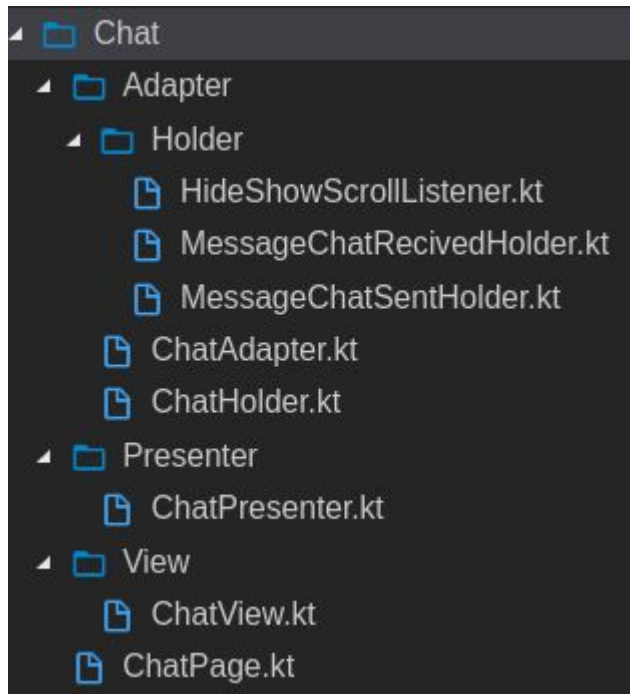 Chat
Adapter
Holder
HideShowScrollListener.kt
MessageChatRecivedHolder.kt
MessageChatSentHolder.kt
ChatAdapter.kt
ChatHolder.kt
Presenter
ChatPresenter.kt
View
ChatView.kt
ChatPage.kt